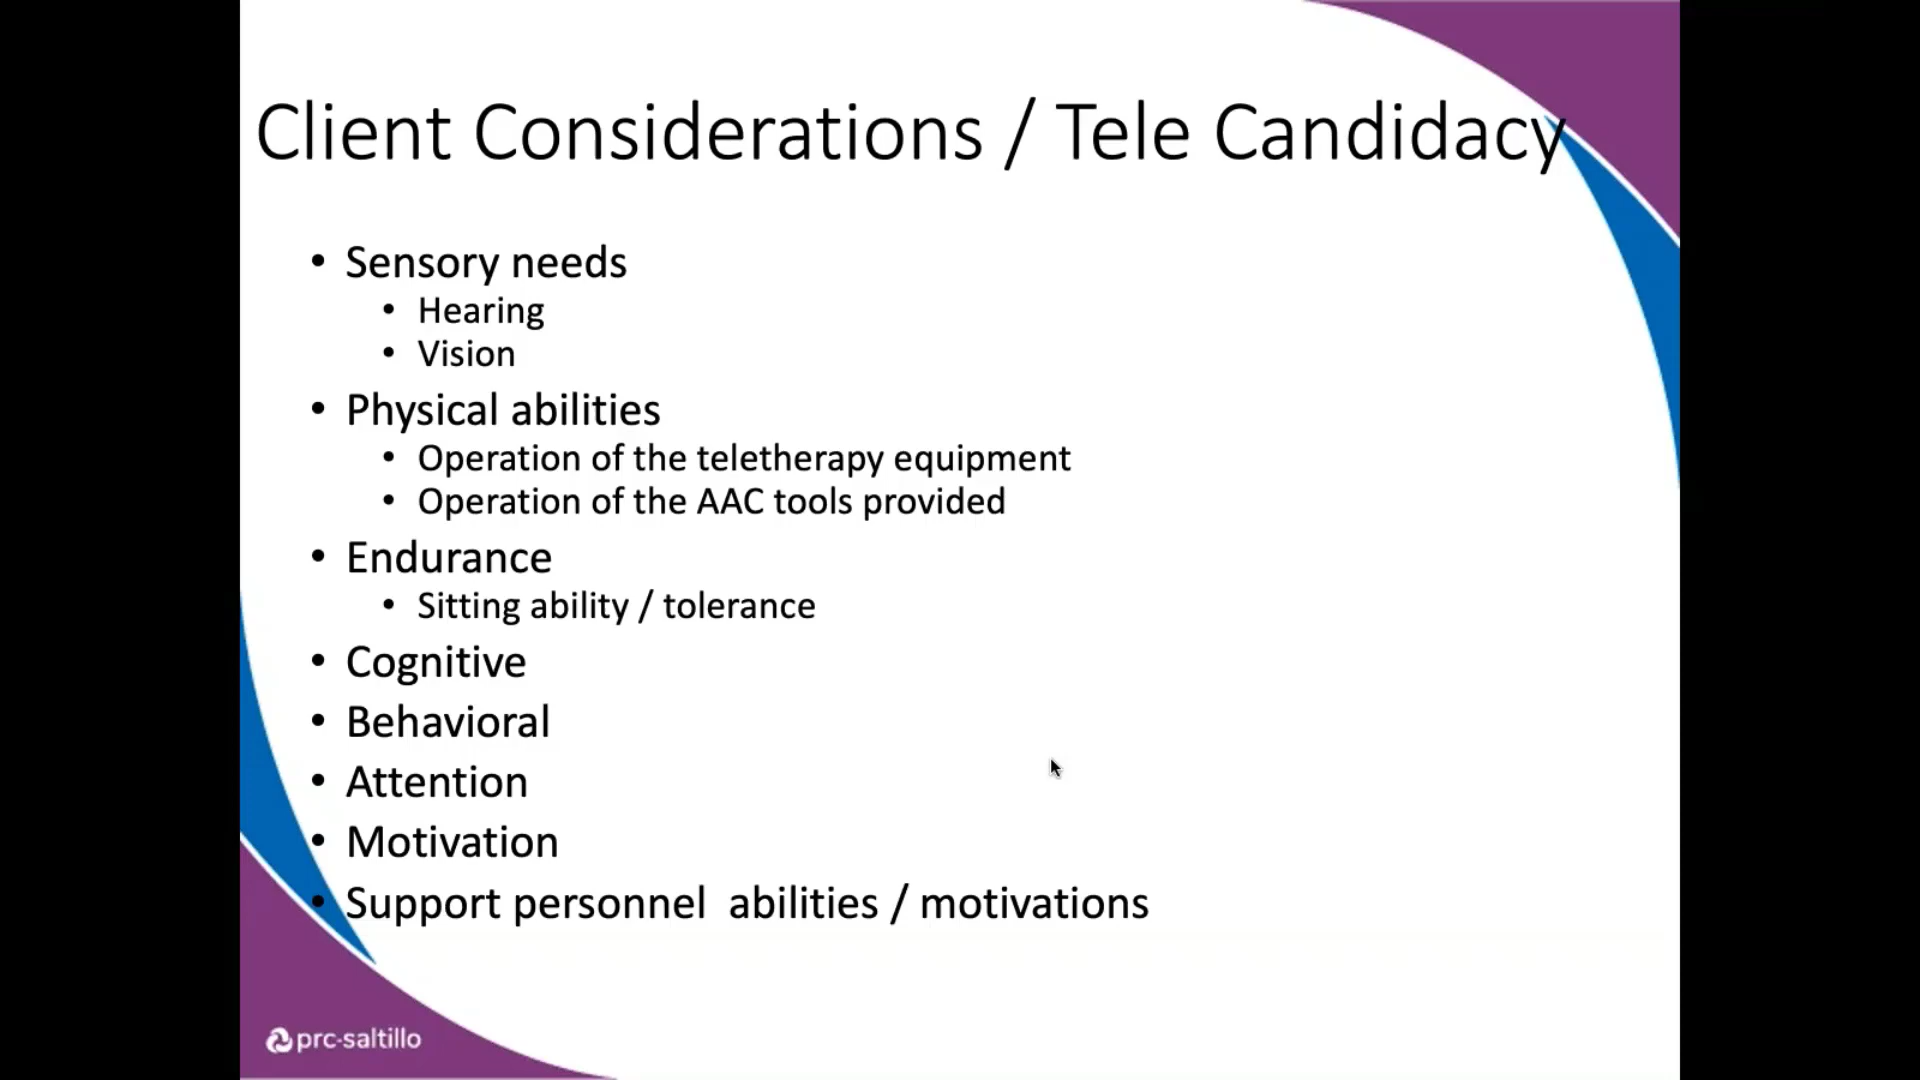 Client Considerations / Tele Candidacy
• Sensory needs
• Hearing
• Vision
• Physical abilities
• Operation of the teletherapy equipment
• Operation of the AAC tools provided
• Endurance
• Sitting ability / tolerance
• Cognitive
• Behavioral
• Attention
• Motivation
• Support personnel  abilities / motivations
prc-saltillo